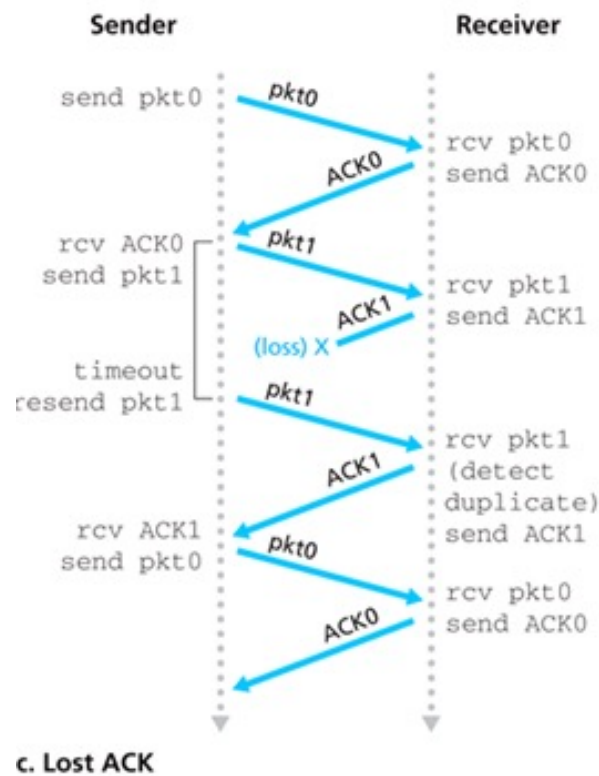 Sender
Receiver
send pkt0
pkt0
rcv pkt0
send ACK0
ACK0
rcv ACK0
send pkt1
pkt1
rcv pkt1
send ACK1
ACK1
(loss) X
timeout
resend pkt1
pkt1
rcv pkt1
(detect
duplicate)
send ACK1
ACK1
rcv ACK1
send pkt0
pkt0
rcv pkt0
send ACK0
ACK0
c. Lost ACK